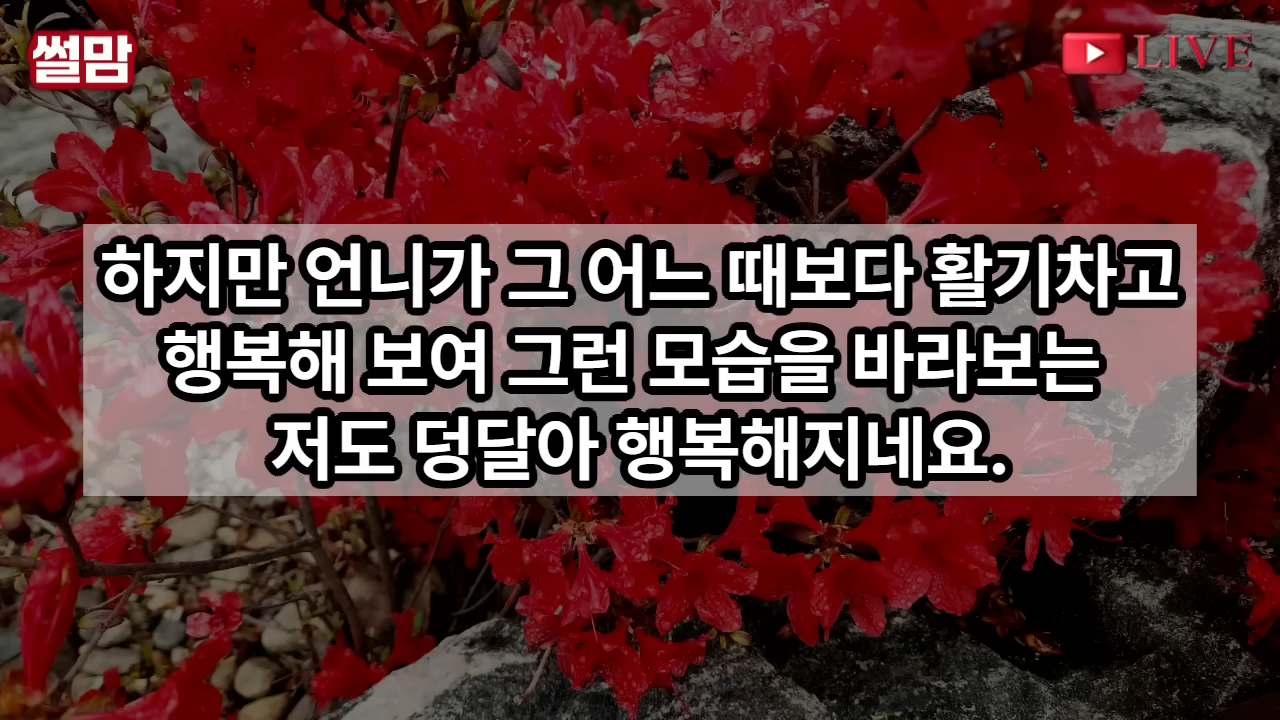 썰맘
LIVE
하지만 언니가 그 어느 때보다 활기차고
행복해 보여 그런 모습을 바라보는
저도 덩달아 행복해지네요.